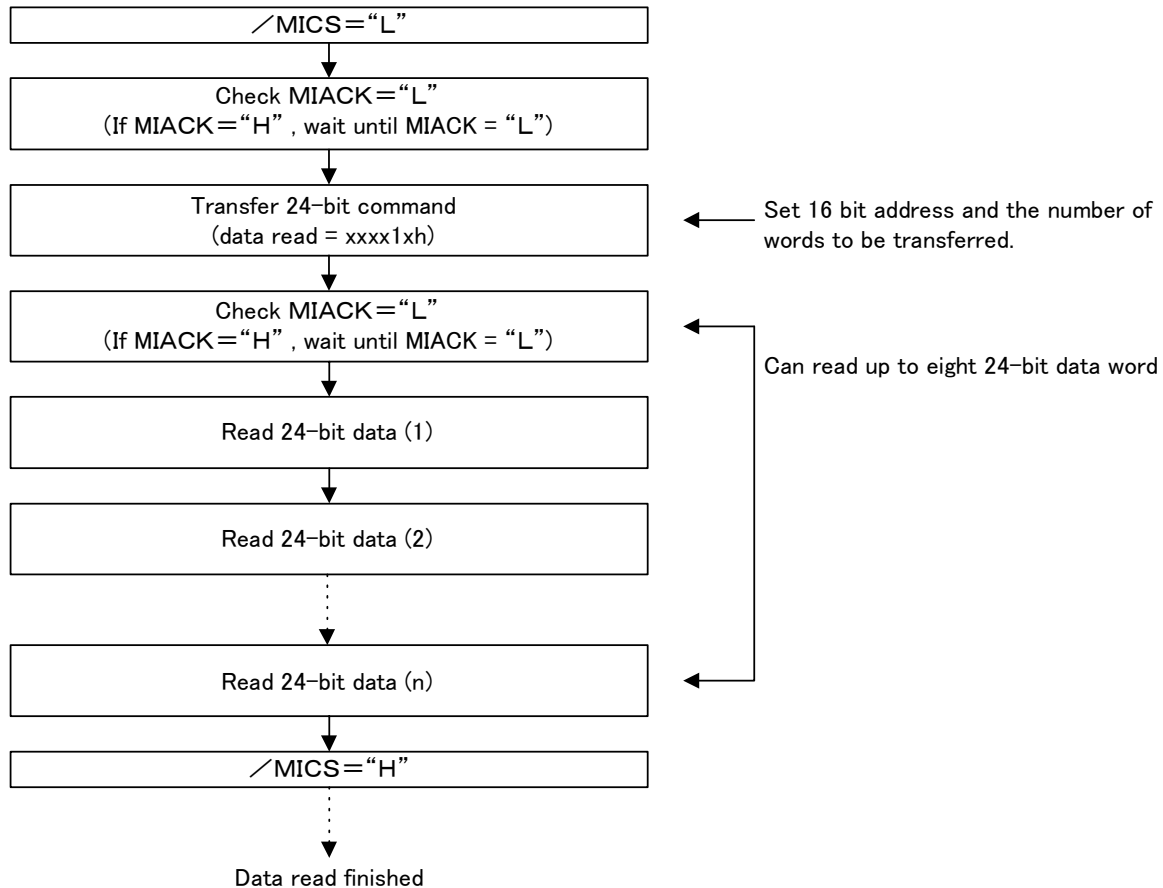 ／MICS＝“L”
Check MIACK＝“L”
(If MIACK＝“H” , wait until MIACK = “L”)
Transfer 24-bit command
(data read = xxxx1xh)
Set 16 bit address and the number of
words to be transferred.
Check MIACK＝“L”
(If MIACK＝“H” , wait until MIACK = “L”)
Can read up to eight 24-bit data word
Read 24-bit data (1)
Read 24-bit data (2)
Read 24-bit data (n)
／MICS＝“H”
Data read finished